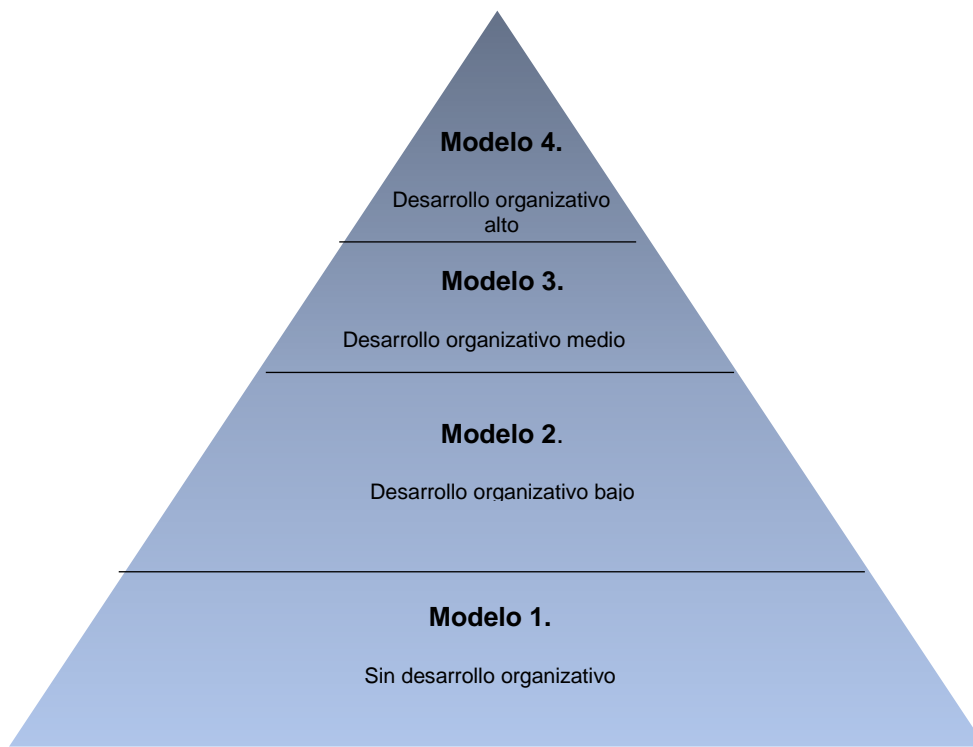 Modelo 4.
Desarrollo organizativo
alto
Modelo 3.
Desarrollo organizativo medio
Modelo 2.
Desarrollo organizativo bajo
Modelo 1.
Sin desarrollo organizativo